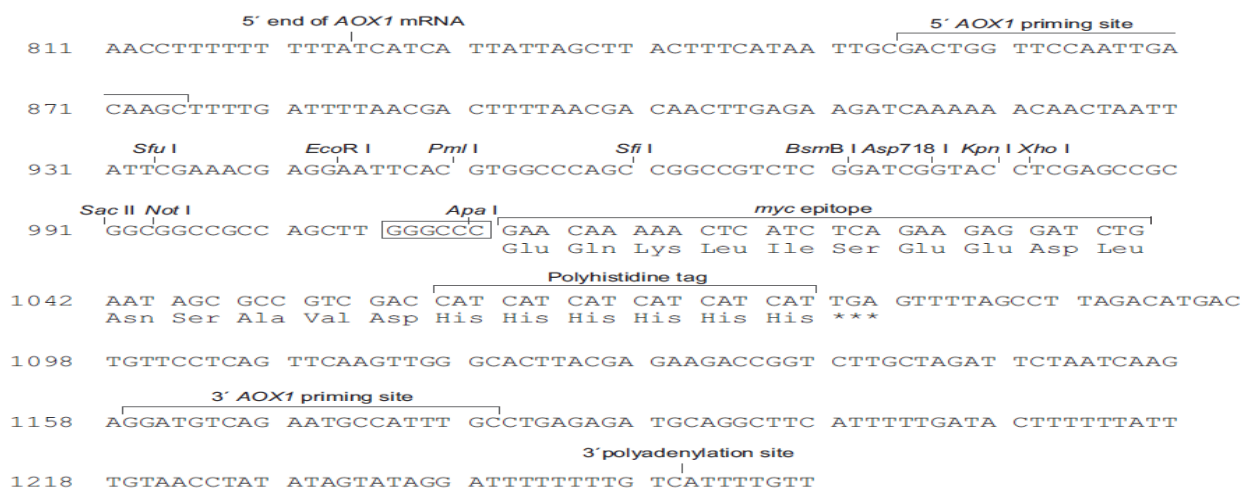 5´ end of AOX1 mRNA 5´ AOX1 priming site
811 AACCTTTTTT TTTATCATCA TTATTAGCTT ACTTTCATAA TTGCGACTGG TTCCAATTGA
871 CAAGCTTTTG ATTTTAACGA CTTTTAACGA CAACTTGAGA AGATCAAAAA ACAACTAATT
Sfu I EcoR I Pml I Sfi I BsmB I Asp718 I Kpn I Xho I
931 ATTCGAAACG AGGAATTCAC GTGGCCCAGC CGGCCGTCTC GGATCGGTAC CTCGAGCCGC
Sac II Not I Apa I myc epitope
991 GGCGGCCGCC AGCTT GGGCCC GAA CAA AAA CTC ATC TCA GAA GAG GAT CTG
Glu Gln Lys Leu Ile Ser Glu Glu Asp Leu
Polyhistidine tag
1042 AAT AGC GCC GTC GAC CAT CAT CAT CAT CAT CAT TGA GTTTTAGCCT TAGACATGAC
Asn Ser Ala Val Asp His His His His His His ***
1098 TGTTCCTCAG TTCAAGTTGG GCACTTACGA GAAGACCGGT CTTGCTAGAT TCTAATCAAG
3´ AOX1 priming site
1158 AGGATGTCAG AATGCCATTT GCCTGAGAGA TGCAGGCTTC ATTTTTGATA CTTTTTTATT
3´polyadenylation site
1218 TGTAACCTAT ATAGTATAGG ATTTTTTTTG TCATTTTGTT